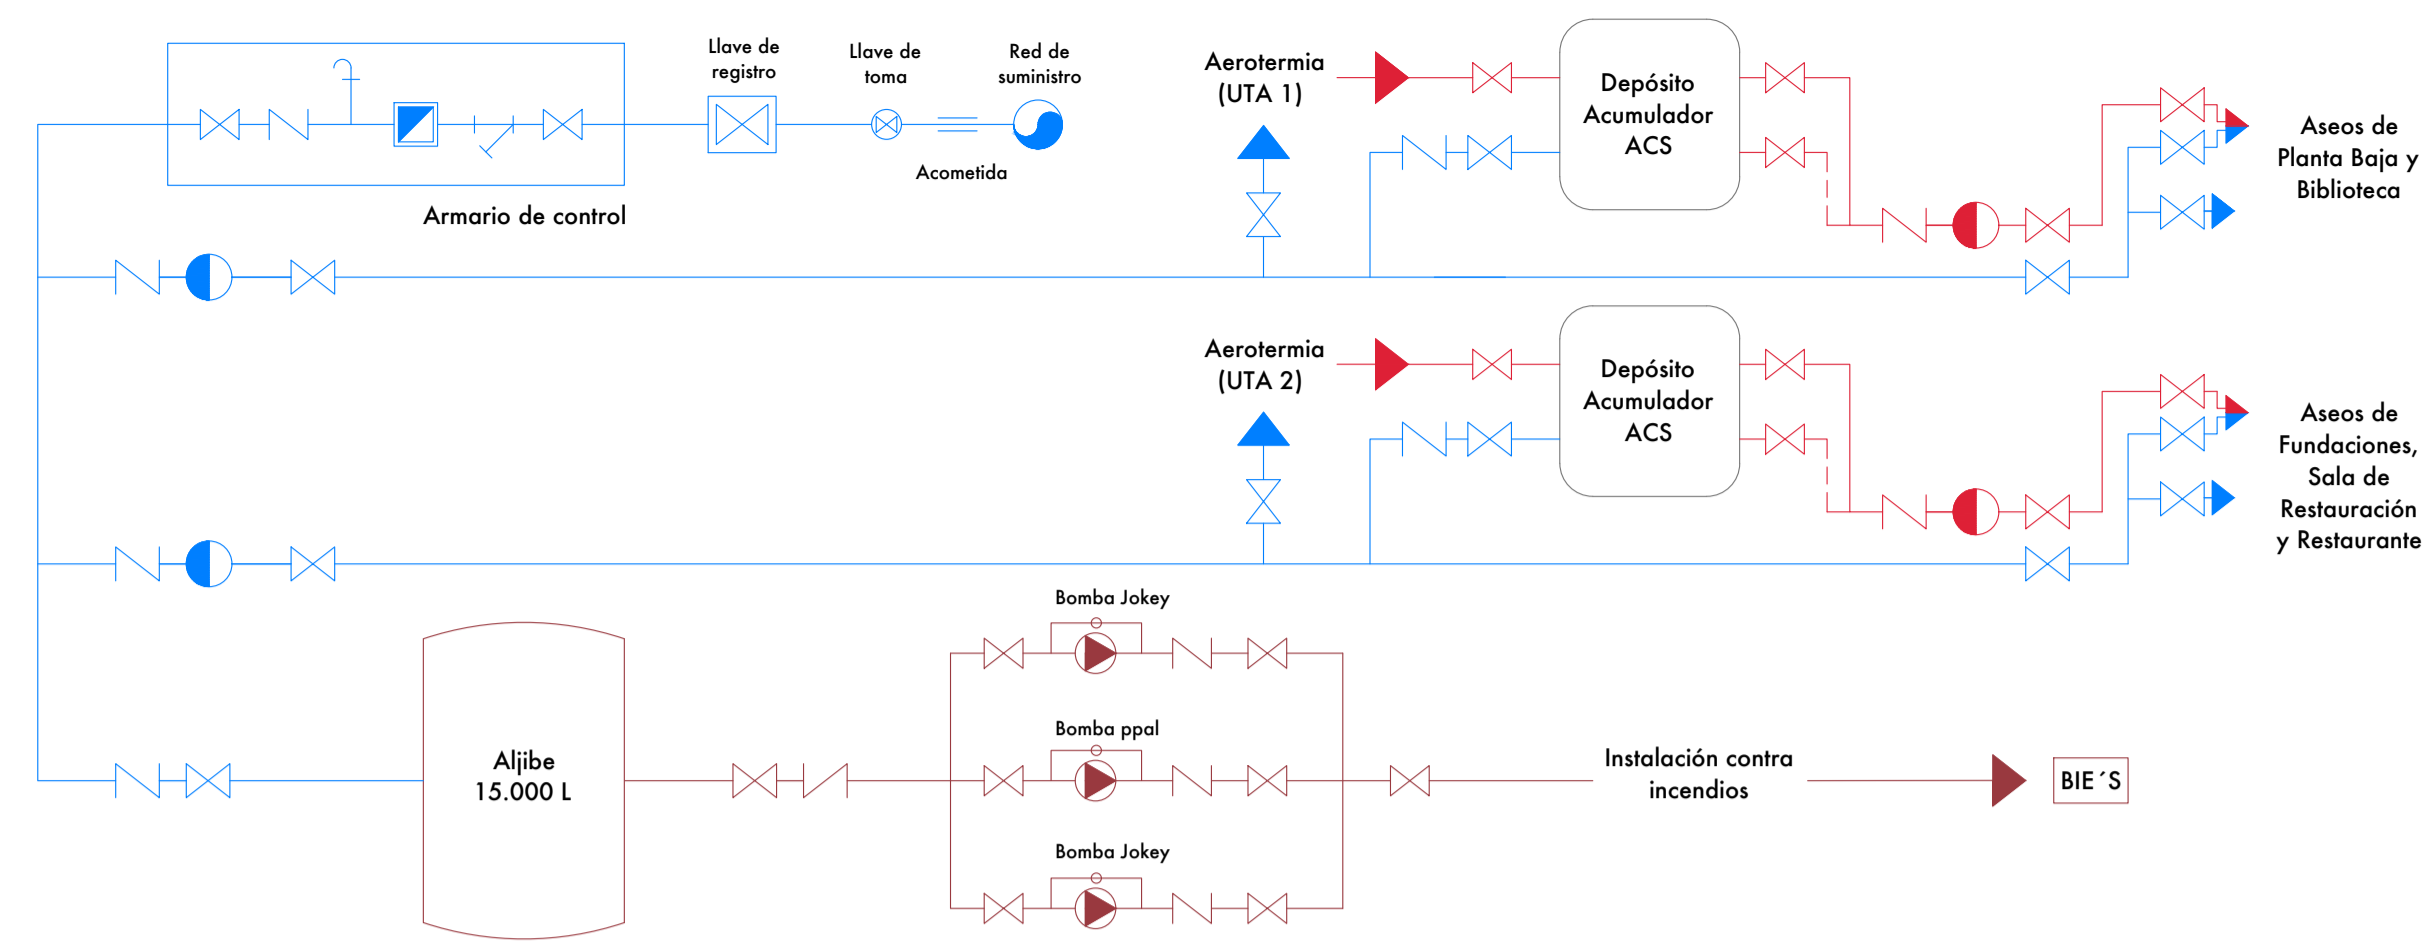 Llave de
registro
Llave de
toma
Red de
suministro
Acometida
Armario de control
Aerotermia
(UTA 1)
Depósito
Acumulador
ACS
Aseos de
Planta Baja y
Biblioteca
Aerotermia
(UTA 2)
Depósito
Acumulador
ACS
Aseos de
Fundaciones,
Sala de
Restauración
y Restaurante
Bomba Jokey
Aljibe
15.000 L
Bomba ppal
Instalación contra
incendios
BIE´S
Bomba Jokey